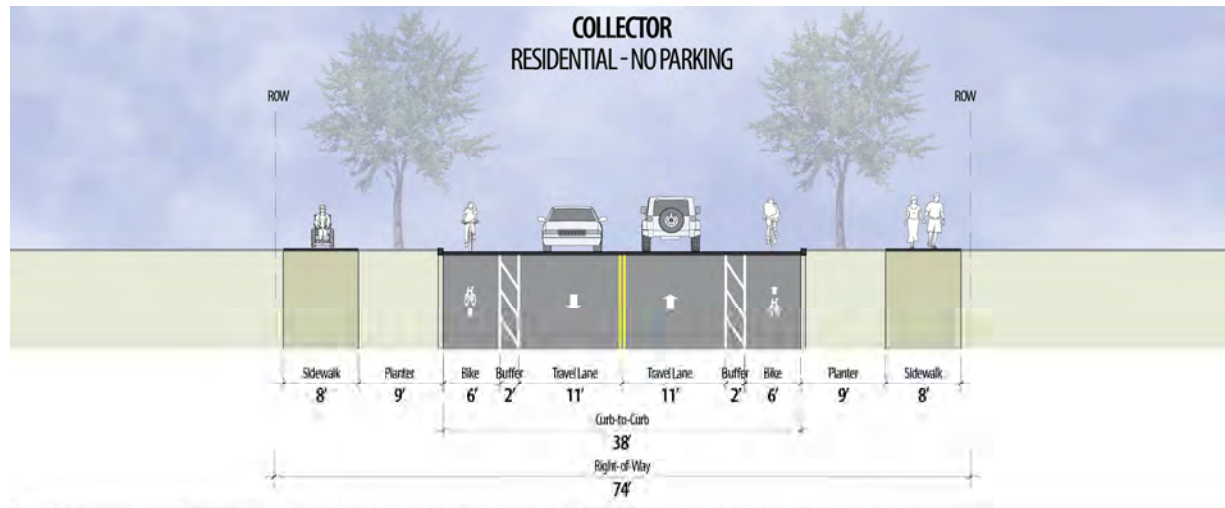 COLLECTOR
RESIDENTIAL - NO PARKING
ROW ROW
Sidewalk Planter Bike Buffer Travel Lane Travel Lane Buffer Bike Planter Sidewalk
8' 9' 6' 2' 11' 11' 2' 6' 9' 8'
Curb-to-Curb
38'
Right-of-Way
74'